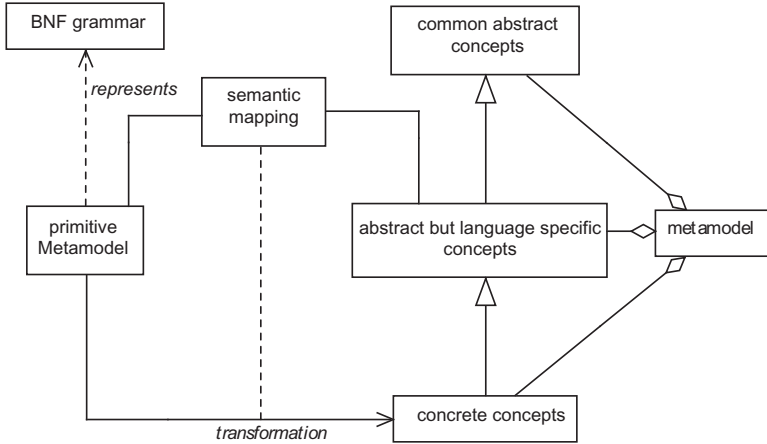 BNF grammar
common abstract
concepts
represents
semantic
mapping
primitive
Metamodel
abstract but language specific
concepts
metamodel
concrete concepts
transformation